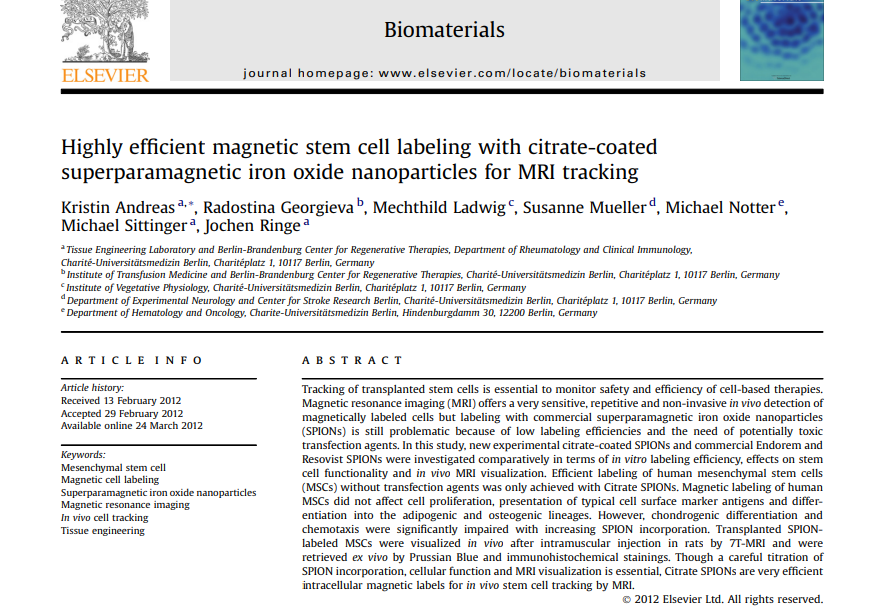 ELSEVIER
Biomaterials
journal homepage: www.elsevier.com/locate/biomaterials
Highly efficient magnetic stem cell labeling with citrate-coated
superparamagnetic iron oxide nanoparticles for MRI tracking
Kristin Andreas a,*, Radostina Georgieva b, Mechthild Ladwig c, Susanne Mueller d, Michael Notter e,
Michael Sittinger a, Jochen Ringe a
a Tissue Engineering Laboratory and Berlin-Brandenburg Center for Regenerative Therapies, Department of Rheumatology and Clinical Immunology,
Charité-Universitätsmedizin Berlin, Charitéplatz 1, 10117 Berlin, Germany
b Institute of Transfusion Medicine and Berlin-Brandenburg Center for Regenerative Therapies, Charité-Universitätsmedizin Berlin, Charitéplatz 1, 10117 Berlin, Germany
c Institute of Vegetative Physiology, Charité-Universitätsmedizin Berlin, Charitéplatz 1, 10117 Berlin, Germany
d Department of Experimental Neurology and Center for Stroke Research Berlin, Charité-Universitätsmedizin Berlin, Charitéplatz 1, 10117 Berlin, Germany
e Department of Hematology and Oncology, Charite-Universitätsmedizin Berlin, Hindenburgdamm 30, 12200 Berlin, Germany
ARTICLE INFO
Article history:
Received 13 February 2012
Accepted 29 February 2012
Available online 24 March 2012
Keywords:
Mesenchymal stem cell
Magnetic cell labeling
Superparamagnetic iron oxide nanoparticles
Magnetic resonance imaging
In vivo cell tracking
Tissue engineering
ABSTRACT
Tracking of transplanted stem cells is essential to monitor safety and efficiency of cell-based therapies.
Magnetic resonance imaging (MRI) offers a very sensitive, repetitive and non-invasive in vivo detection of
magnetically labeled cells but labeling with commercial superparamagnetic iron oxide nanoparticles
(SPIONs) is still problematic because of low labeling efficiencies and the need of potentially toxic
transfection agents. In this study, new experimental citrate-coated SPIONs and commercial Endorem and
Resovist SPIONs were investigated comparatively in terms of in vitro labeling efficiency, effects on stem
cell functionality and in vivo MRI visualization. Efficient labeling of human mesenchymal stem cells
(MSCs) without transfection agents was only achieved with Citrate SPIONs. Magnetic labeling of human
MSCs did not affect cell proliferation, presentation of typical cell surface marker antigens and differ-
entiation into the adipogenic and osteogenic lineages. However, chondrogenic differentiation and
chemotaxis were significantly impaired with increasing SPION incorporation. Transplanted SPION-
labeled MSCs were visualized in vivo after intramuscular injection in rats by 7T-MRI and were
retrieved ex vivo by Prussian Blue and immunohistochemical stainings. Though a careful titration of
SPION incorporation, cellular function and MRI visualization is essential, Citrate SPIONs are very efficient
intracellular magnetic labels for in vivo stem cell tracking by MRI.
© 2012 Elsevier Ltd. All rights reserved.